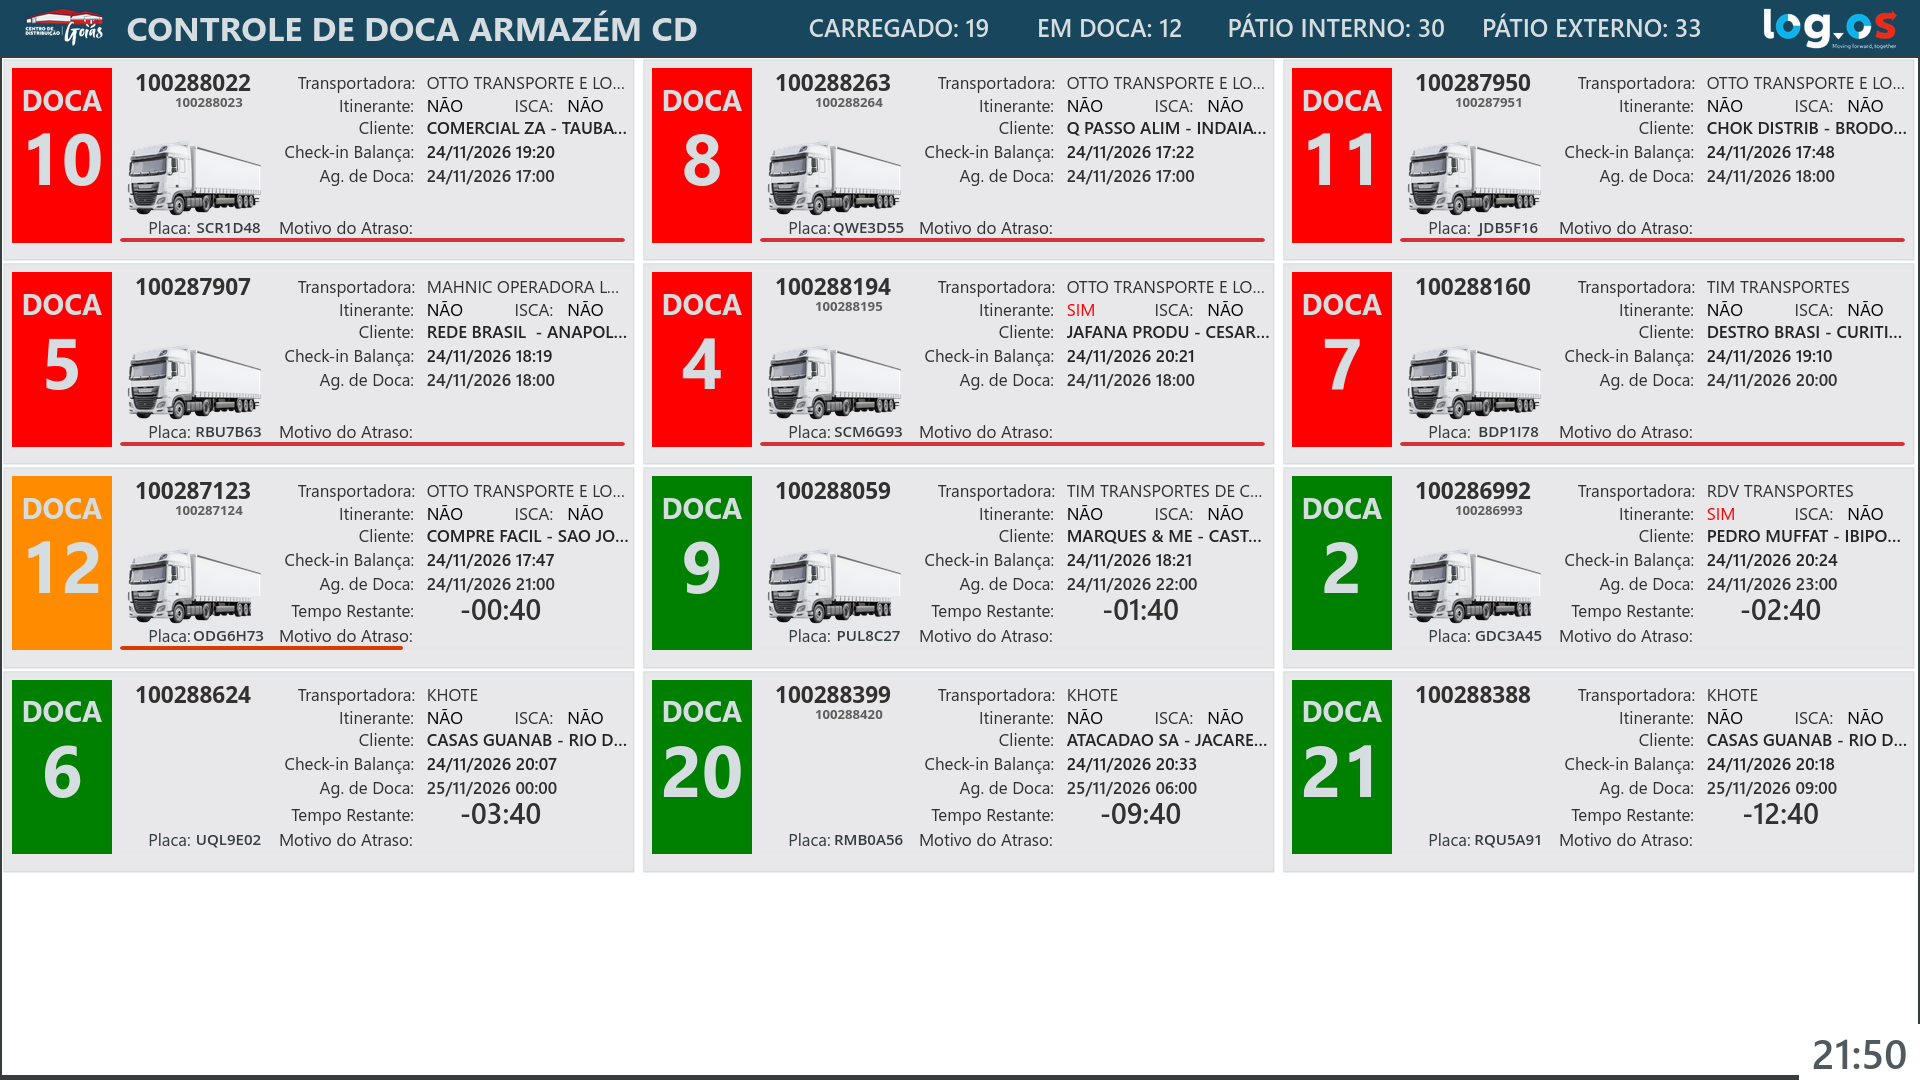 CENTRO DE DISTRIBUIÇÃO Goiás
CONTROLE DE DOCA ARMAZÉM CD
CARREGADO: 19
EM DOCA: 12
PÁTIO INTERNO: 30
PÁTIO EXTERNO: 33
log.os
Moving forward, together
DOCA
10
100288022
100288023
Transportadora: OTTO TRANSPORTE E LO...
Itinerante: NÃO ISCA: NÃO
Cliente: COMERCIAL ZA - TAUBA...
Check-in Balança: 24/11/2026 19:20
Ag. de Doca: 24/11/2026 17:00
Placa: SCR1D48 Motivo do Atraso:
DOCA
8
100288263
100288264
Transportadora: OTTO TRANSPORTE E LO...
Itinerante: NÃO ISCA: NÃO
Cliente: Q PASSO ALIM - INDAIA...
Check-in Balança: 24/11/2026 17:22
Ag. de Doca: 24/11/2026 17:00
Placa: QWE3D55 Motivo do Atraso:
DOCA
11
100287950
100287951
Transportadora: OTTO TRANSPORTE E LO...
Itinerante: NÃO ISCA: NÃO
Cliente: CHOK DISTRIB - BRODO...
Check-in Balança: 24/11/2026 17:48
Ag. de Doca: 24/11/2026 18:00
Placa: JDB5F16 Motivo do Atraso:
DOCA
5
100287907
Transportadora: MAHNIC OPERADORA L...
Itinerante: NÃO ISCA: NÃO
Cliente: REDE BRASIL - ANAPOL...
Check-in Balança: 24/11/2026 18:19
Ag. de Doca: 24/11/2026 18:00
Placa: RBU7B63 Motivo do Atraso:
DOCA
4
100288194
100288195
Transportadora: OTTO TRANSPORTE E LO...
Itinerante: SIM ISCA: NÃO
Cliente: JAFANA PRODU - CESAR...
Check-in Balança: 24/11/2026 20:21
Ag. de Doca: 24/11/2026 18:00
Placa: SCM6G93 Motivo do Atraso:
DOCA
7
100288160
Transportadora: TIM TRANSPORTES
Itinerante: NÃO ISCA: NÃO
Cliente: DESTRO BRASI - CURITI...
Check-in Balança: 24/11/2026 19:10
Ag. de Doca: 24/11/2026 20:00
Placa: BDP1I78 Motivo do Atraso:
DOCA
12
100287123
100287124
Transportadora: OTTO TRANSPORTE E LO...
Itinerante: NÃO ISCA: NÃO
Cliente: COMPRE FACIL - SAO JO...
Check-in Balança: 24/11/2026 17:47
Ag. de Doca: 24/11/2026 21:00
Tempo Restante: -00:40
Placa: ODG6H73 Motivo do Atraso:
DOCA
9
100288059
Transportadora: TIM TRANSPORTES DE C...
Itinerante: NÃO ISCA: NÃO
Cliente: MARQUES & ME - CAST...
Check-in Balança: 24/11/2026 18:21
Ag. de Doca: 24/11/2026 22:00
Tempo Restante: -01:40
Placa: PUL8C27 Motivo do Atraso:
DOCA
2
100286992
100286993
Transportadora: RDV TRANSPORTES
Itinerante: SIM ISCA: NÃO
Cliente: PEDRO MUFFAT - IBIPO...
Check-in Balança: 24/11/2026 20:24
Ag. de Doca: 24/11/2026 23:00
Tempo Restante: -02:40
Placa: GDC3A45 Motivo do Atraso:
DOCA
6
100288624
Transportadora: KHOTE
Itinerante: NÃO ISCA: NÃO
Cliente: CASAS GUANAB - RIO D...
Check-in Balança: 24/11/2026 20:07
Ag. de Doca: 25/11/2026 00:00
Tempo Restante: -03:40
Placa: UQL9E02 Motivo do Atraso:
DOCA
20
100288399
100288420
Transportadora: KHOTE
Itinerante: NÃO ISCA: NÃO
Cliente: ATACADAO SA - JACARE...
Check-in Balança: 24/11/2026 20:33
Ag. de Doca: 25/11/2026 06:00
Tempo Restante: -09:40
Placa: RMB0A56 Motivo do Atraso:
DOCA
21
100288388
Transportadora: KHOTE
Itinerante: NÃO ISCA: NÃO
Cliente: CASAS GUANAB - RIO D...
Check-in Balança: 24/11/2026 20:18
Ag. de Doca: 25/11/2026 09:00
Tempo Restante: -12:40
Placa: RQU5A91 Motivo do Atraso:
21:50